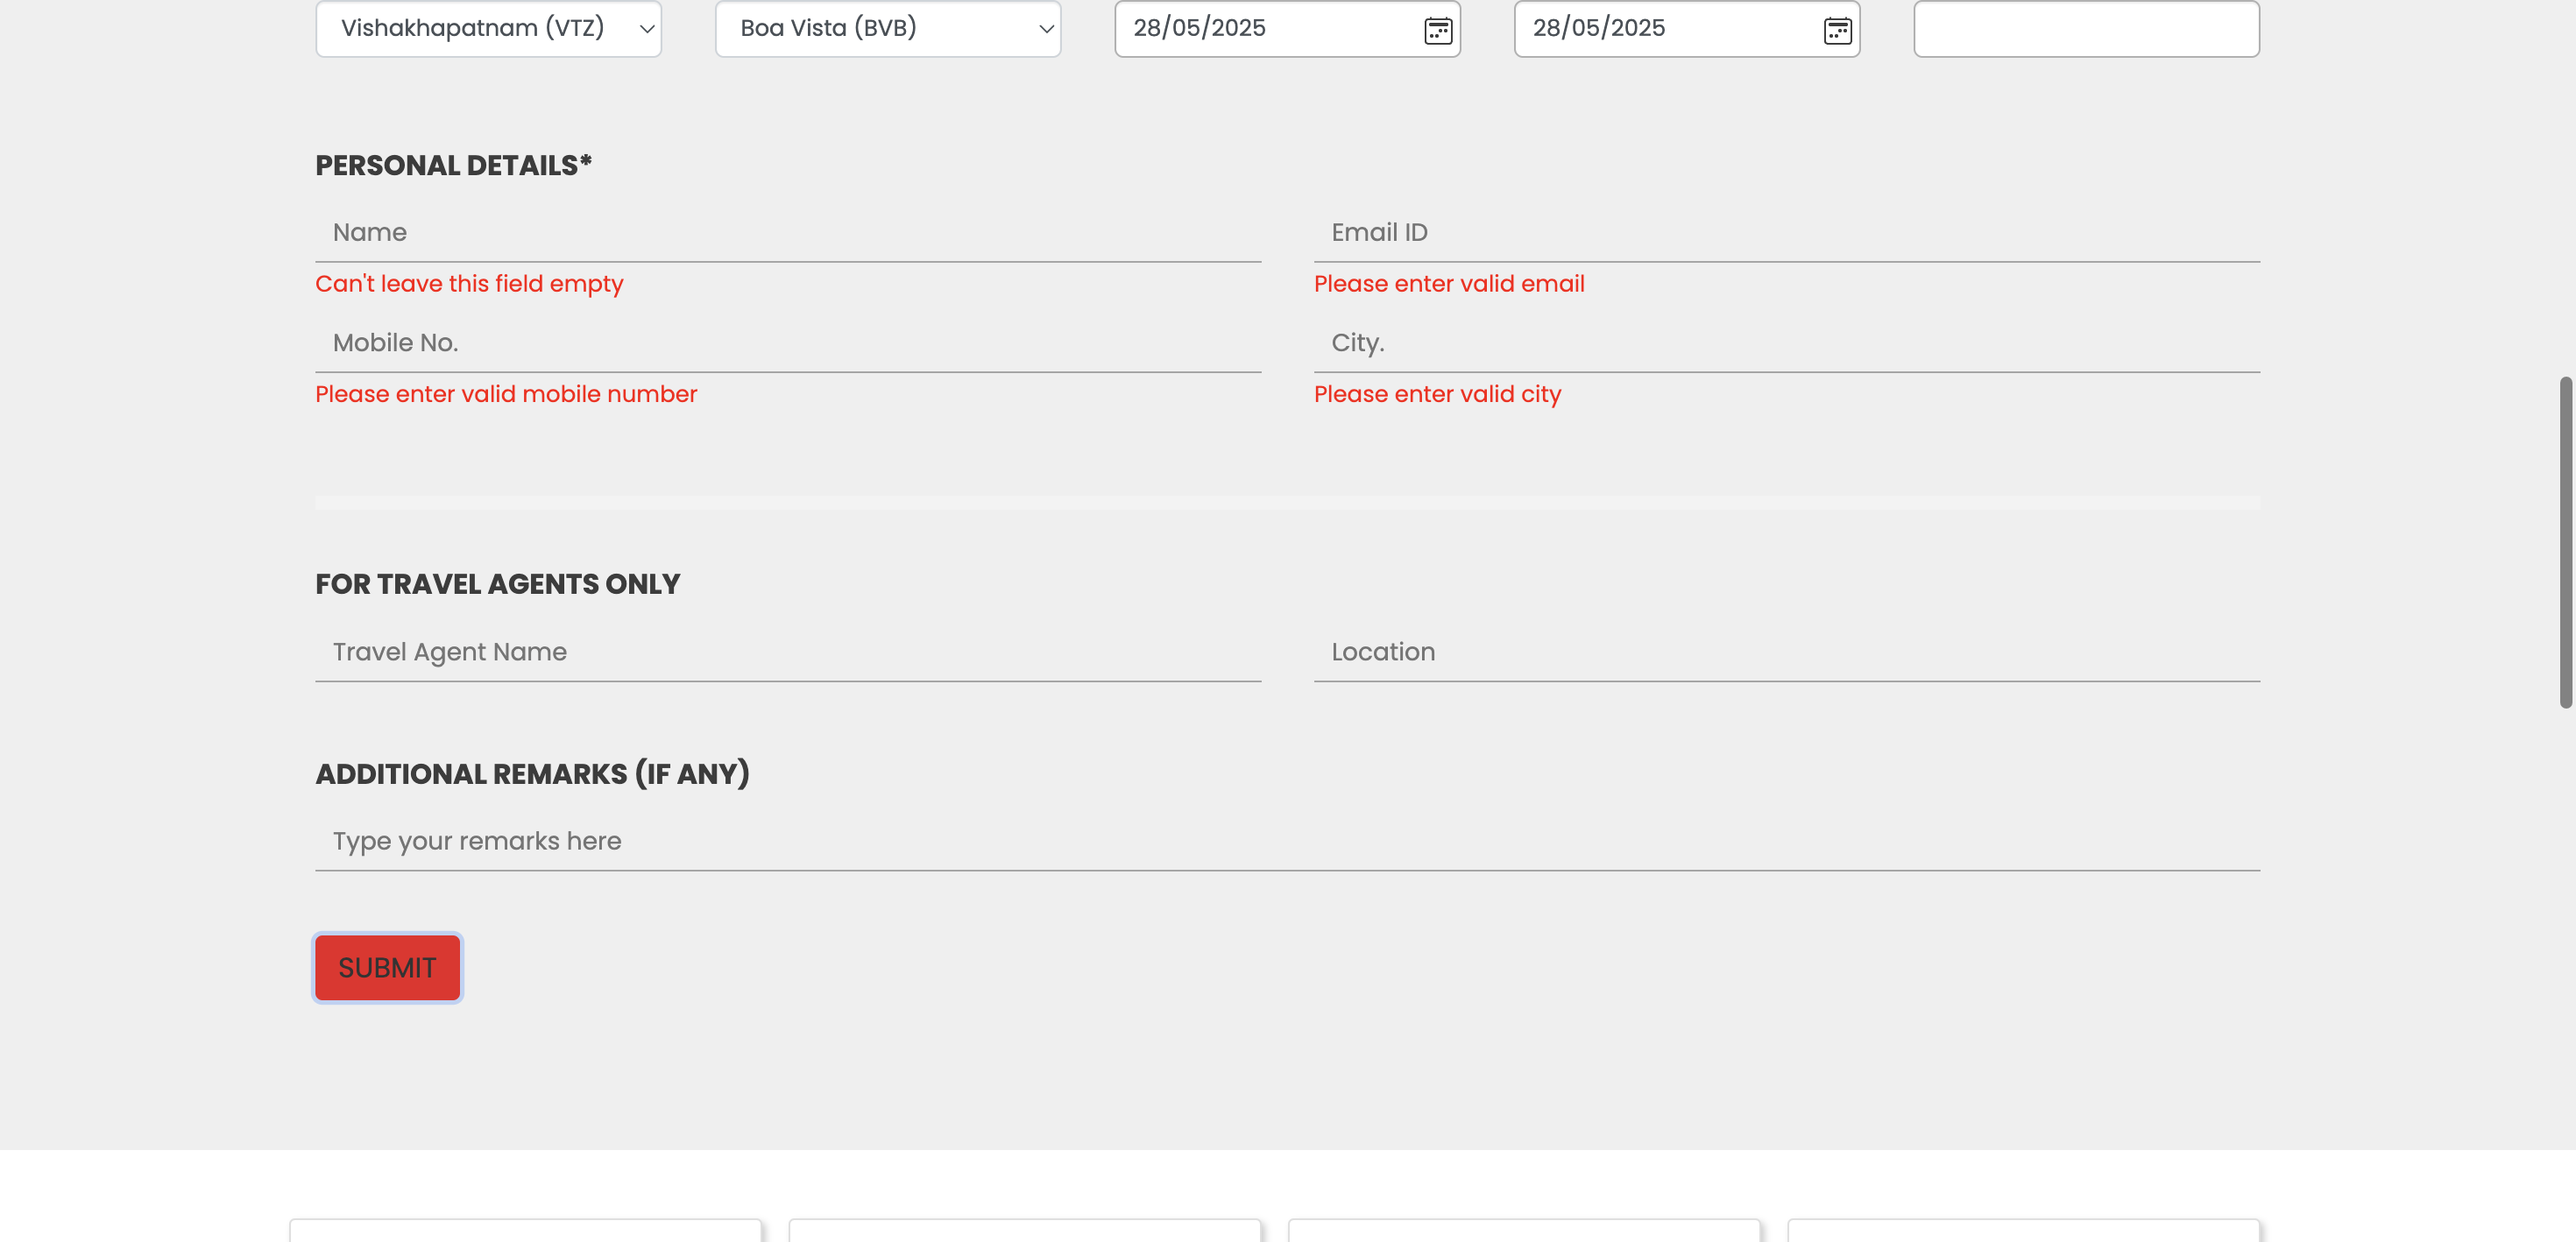 Vishakhapatnam (VTZ) Boa Vista (BVB) 28/05/2025 28/05/2025
PERSONAL DETAILS*
Name Email ID
Can't leave this field empty Please enter valid email
Mobile No. City.
Please enter valid mobile number Please enter valid city
FOR TRAVEL AGENTS ONLY
Travel Agent Name Location
ADDITIONAL REMARKS (IF ANY)
Type your remarks here
SUBMIT